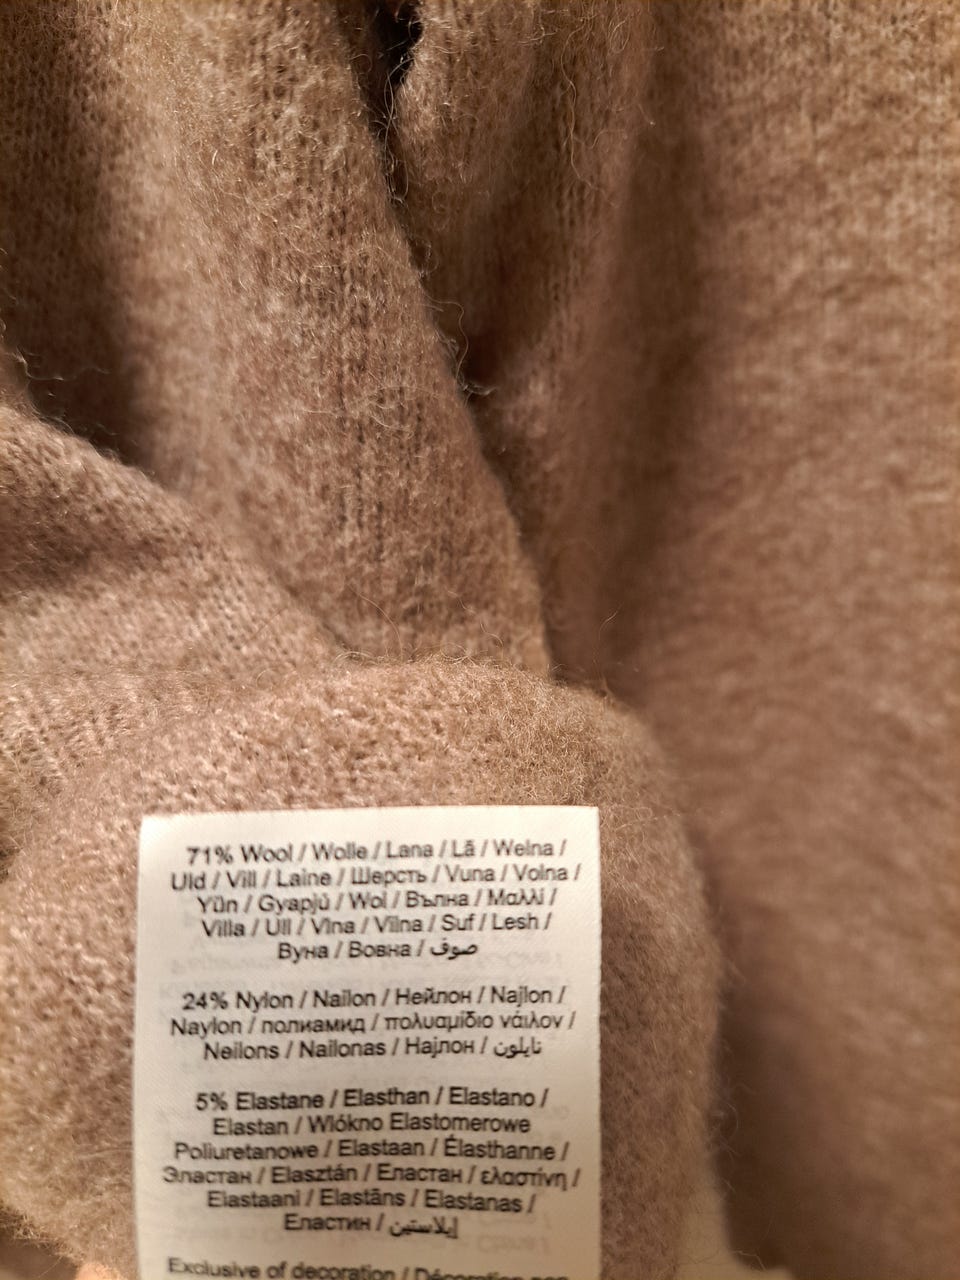 71% Wool / Wolle / Lana / Lã / Wełna /
Uld / Vill / Laine / Шерсть / Vuna / Volna /
Yün / Gyapjú / Wol / Вълна / Μαλλί /
Villa / Ull / Vlna / Vilna / Suf / Lesh /
Вуна / Вовна / صوف
24% Nylon / Nailon / Нейлон / Najlon /
Naylon / полиамид / πολυαμίδιο νάιλον /
Neilons / Nailonas / Најлон / نايلون
5% Elastane / Elasthan / Elastano /
Elastan / Włókno Elastomerowe
Poliuretanowe / Elastaan / Élasthanne /
Эластан / Elasztán / Еластан / ελαστίνη /
Elastaani / Elastāns / Elastanas /
Еластин / إيلاستين
Exclusive of decoration / Décoration non